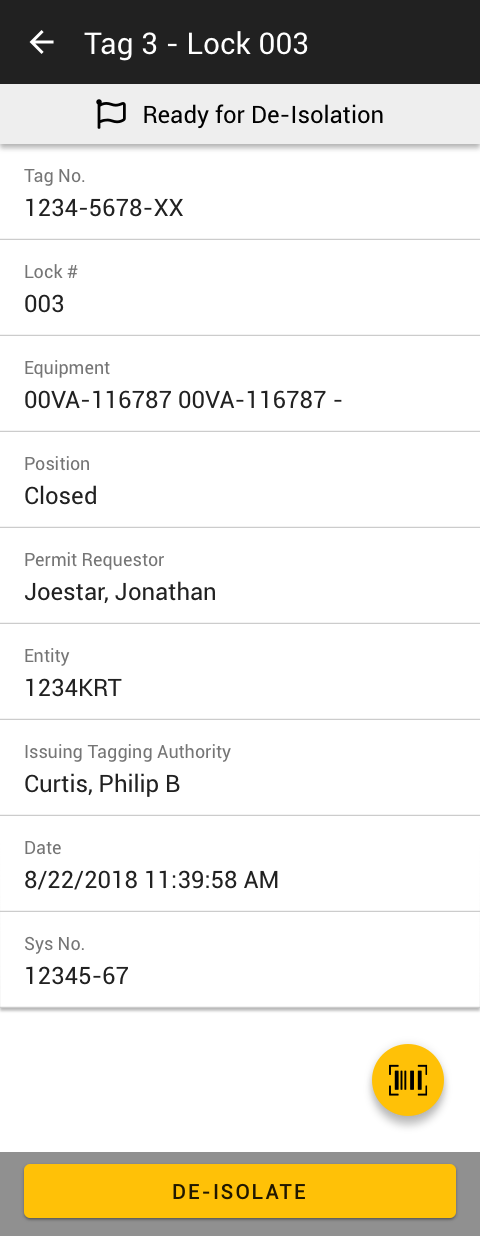 Tag 3 - Lock 003
Ready for De-Isolation
Tag No.
1234-5678-XX
Lock #
003
Equipment
00VA-116787 00VA-116787 -
Position
Closed
Permit Requestor
Joestar, Jonathan
Entity
1234KRT
Issuing Tagging Authority
Curtis, Philip B
Date
8/22/2018 11:39:58 AM
Sys No.
12345-67
DE-ISOLATE